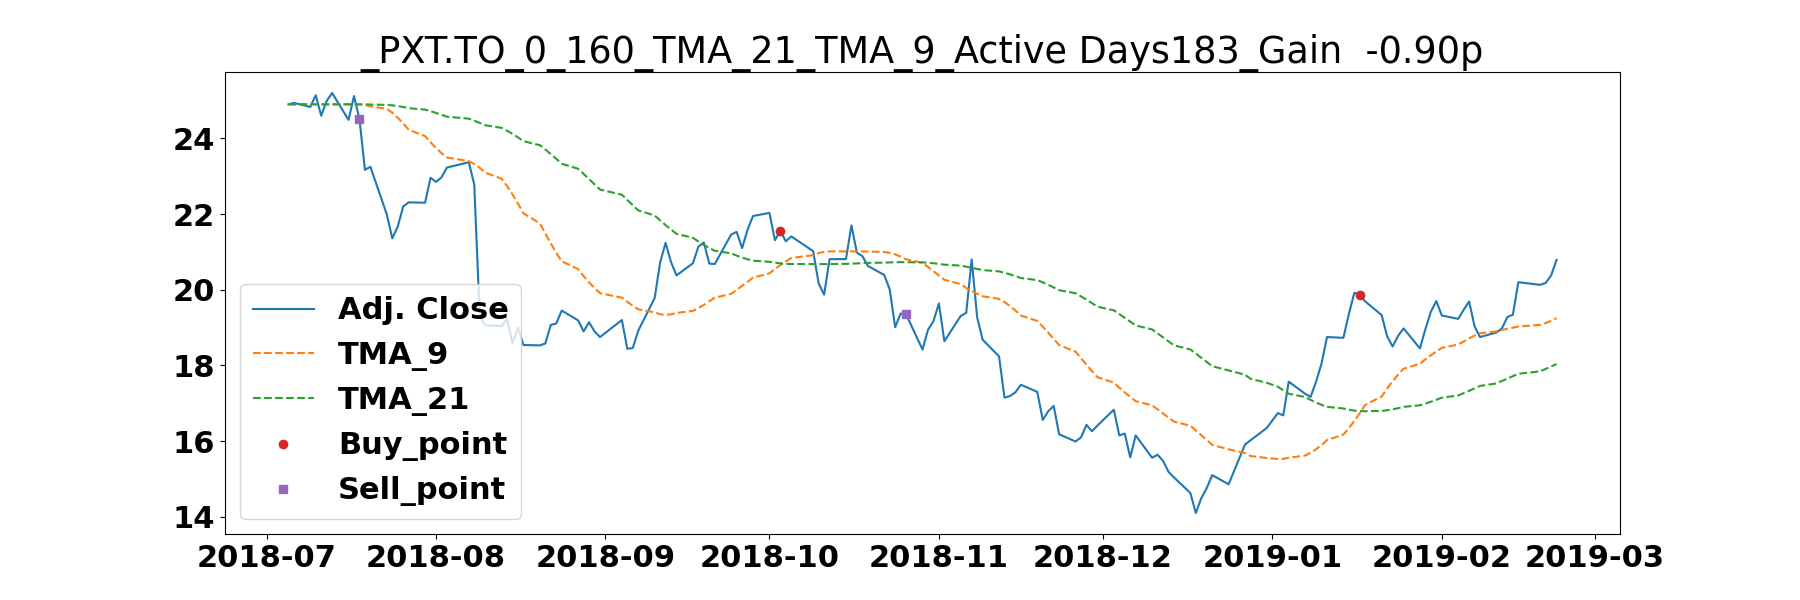 _PXT.TO_0_160_TMA_21_TMA_9_Active Days183_Gain  -0.90p
24
22
20
18
16
14
Adj. Close
TMA_9
TMA_21
Buy_point
Sell_point
2018-07 2018-08 2018-09 2018-10 2018-11 2018-12 2019-01 2019-02 2019-03